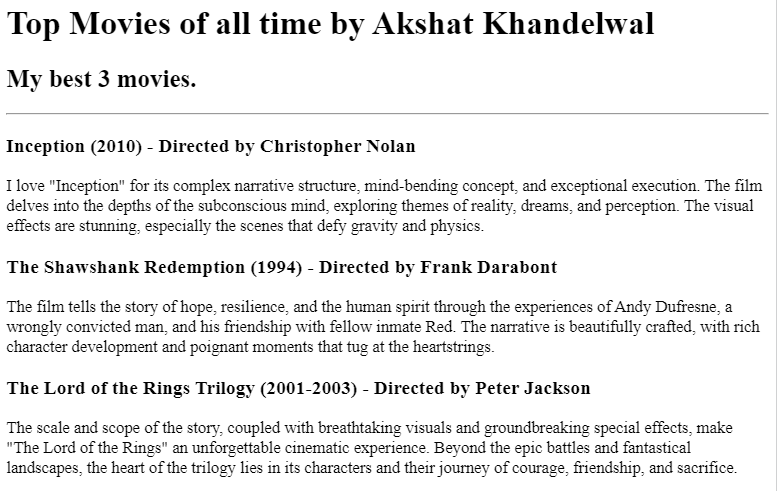 Top Movies of all time by Akshat Khandelwal
My best 3 movies.
Inception (2010) - Directed by Christopher Nolan
I love "Inception" for its complex narrative structure, mind-bending concept, and exceptional execution. The film
delves into the depths of the subconscious mind, exploring themes of reality, dreams, and perception. The visual
effects are stunning, especially the scenes that defy gravity and physics.
The Shawshank Redemption (1994) - Directed by Frank Darabont
The film tells the story of hope, resilience, and the human spirit through the experiences of Andy Dufresne, a
wrongly convicted man, and his friendship with fellow inmate Red. The narrative is beautifully crafted, with rich
character development and poignant moments that tug at the heartstrings.
The Lord of the Rings Trilogy (2001-2003) - Directed by Peter Jackson
The scale and scope of the story, coupled with breathtaking visuals and groundbreaking special effects, make
"The Lord of the Rings" an unforgettable cinematic experience. Beyond the epic battles and fantastical
landscapes, the heart of the trilogy lies in its characters and their journey of courage, friendship, and sacrifice.